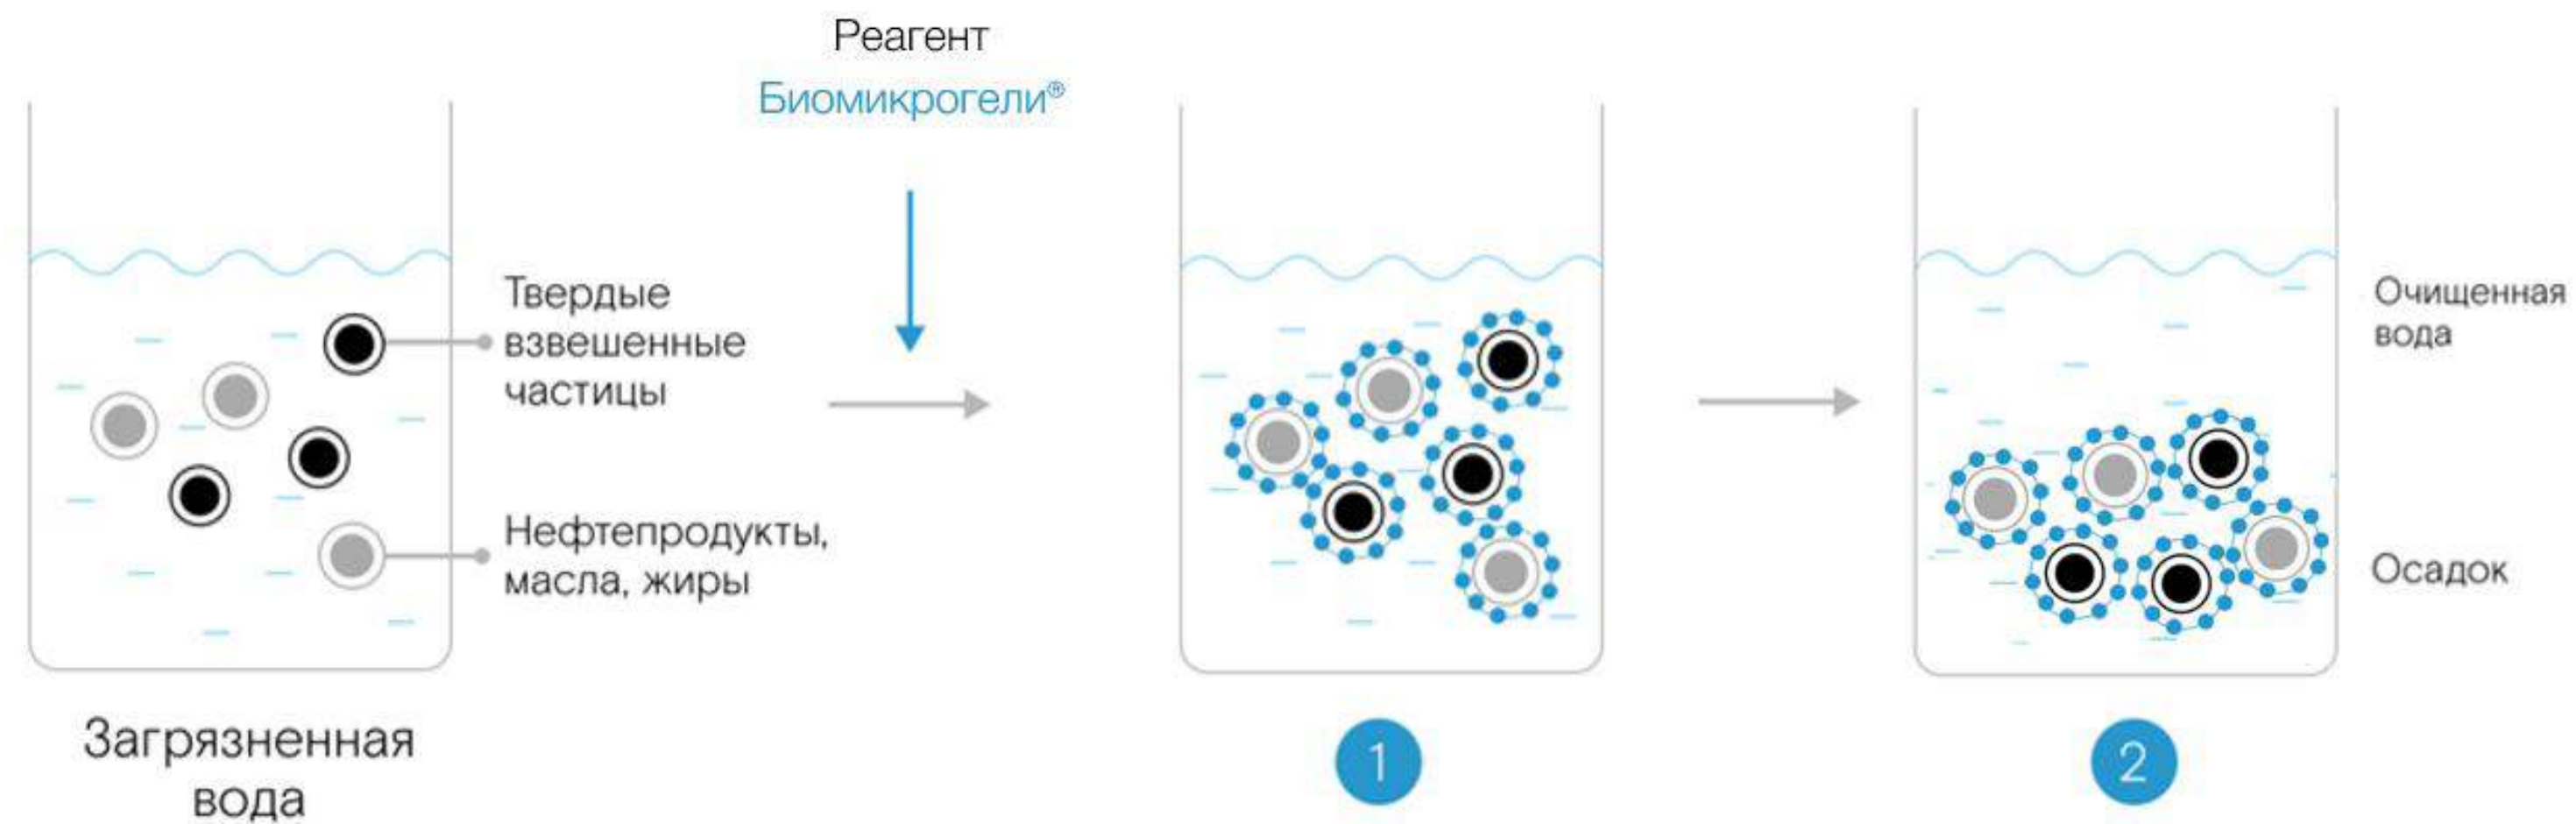 Реагент
Биомикрогели®
Твердые
взвешенные
частицы
Нефтепродукты,
масла, жиры
Загрязненная
вода
1
Очищенная
вода
Осадок
2